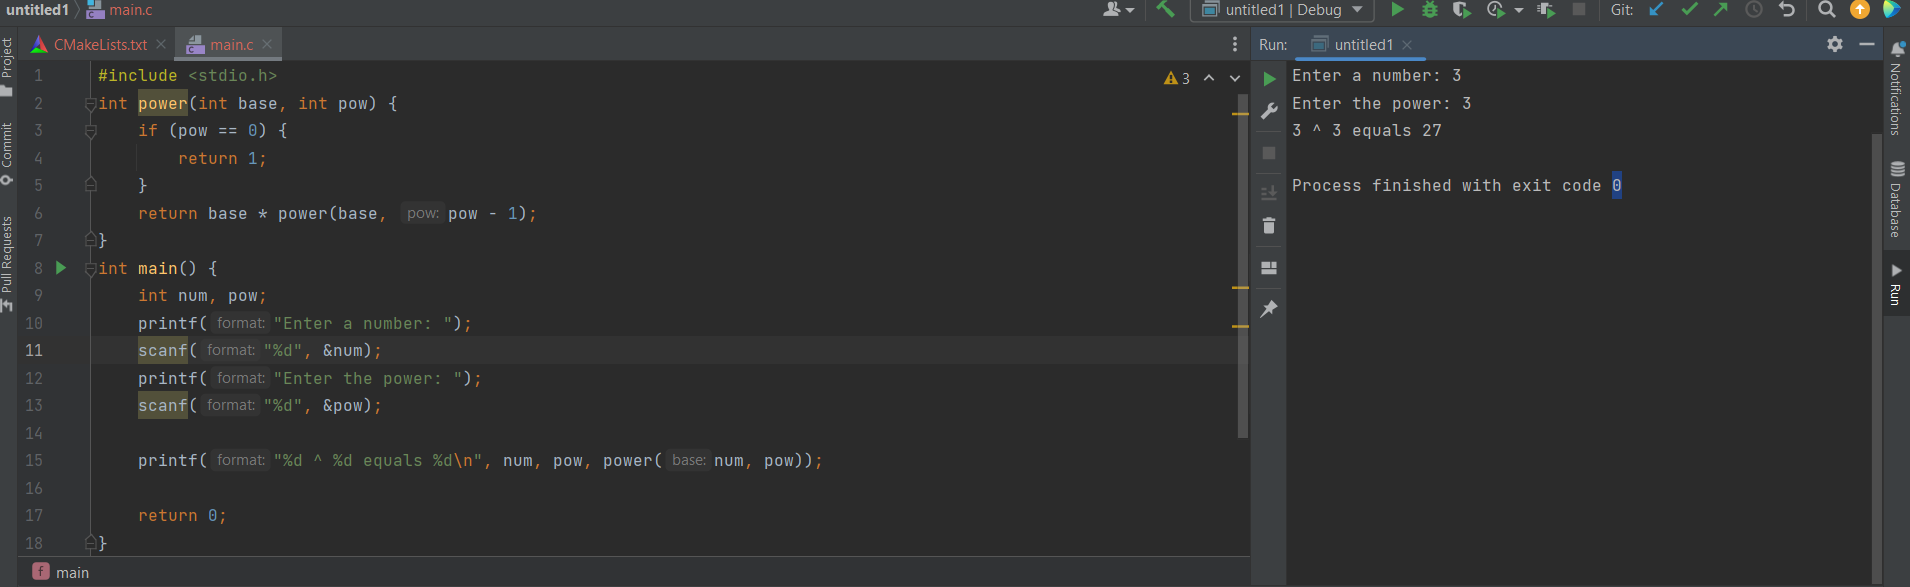 untitled1 main.c untitled1 | Debug Git:
CMakeLists.txt main.c Run: untitled1
Project
Commit
Pull Requests
1 #include <stdio.h>
2 int power(int base, int pow) {
3 if (pow == 0) {
4 return 1;
5 }
6 return base * power(base, pow: pow - 1);
7 }
8 int main() {
9 int num, pow;
10 printf( format: "Enter a number: ");
11 scanf( format: "%d", &num);
12 printf( format: "Enter the power: ");
13 scanf( format: "%d", &pow);
14
15 printf( format: "%d ^ %d equals %d\n", num, pow, power( base: num, pow));
16
17 return 0;
18 }
3
f main
Enter a number: 3
Enter the power: 3
3 ^ 3 equals 27
Process finished with exit code 0
Notifications
Database
Run